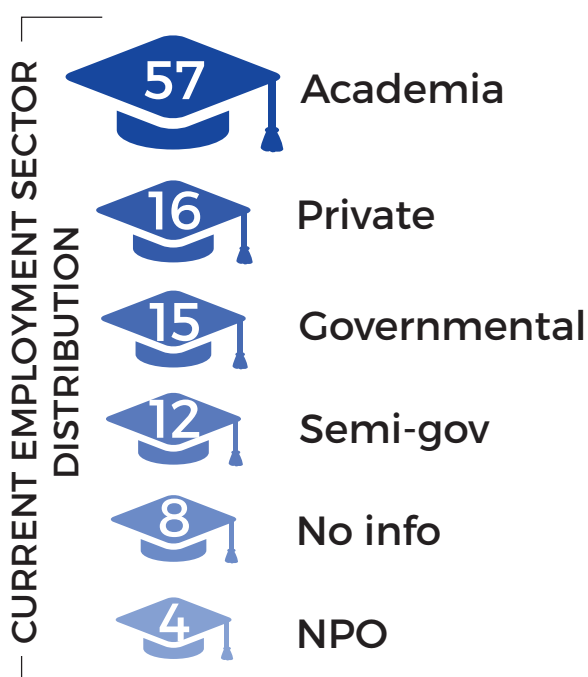 CURRENT EMPLOYMENT SECTOR
DISTRIBUTION
57 Academia
16 Private
15 Governmental
12 Semi-gov
8 No info
4 NPO